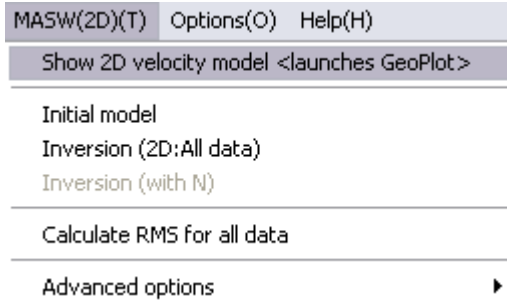 MASW(2D)(T) Options(O) Help(H)
Show 2D velocity model <launches GeoPlot>
Initial model
Inversion (2D:All data)
Inversion (with N)
Calculate RMS for all data
Advanced options